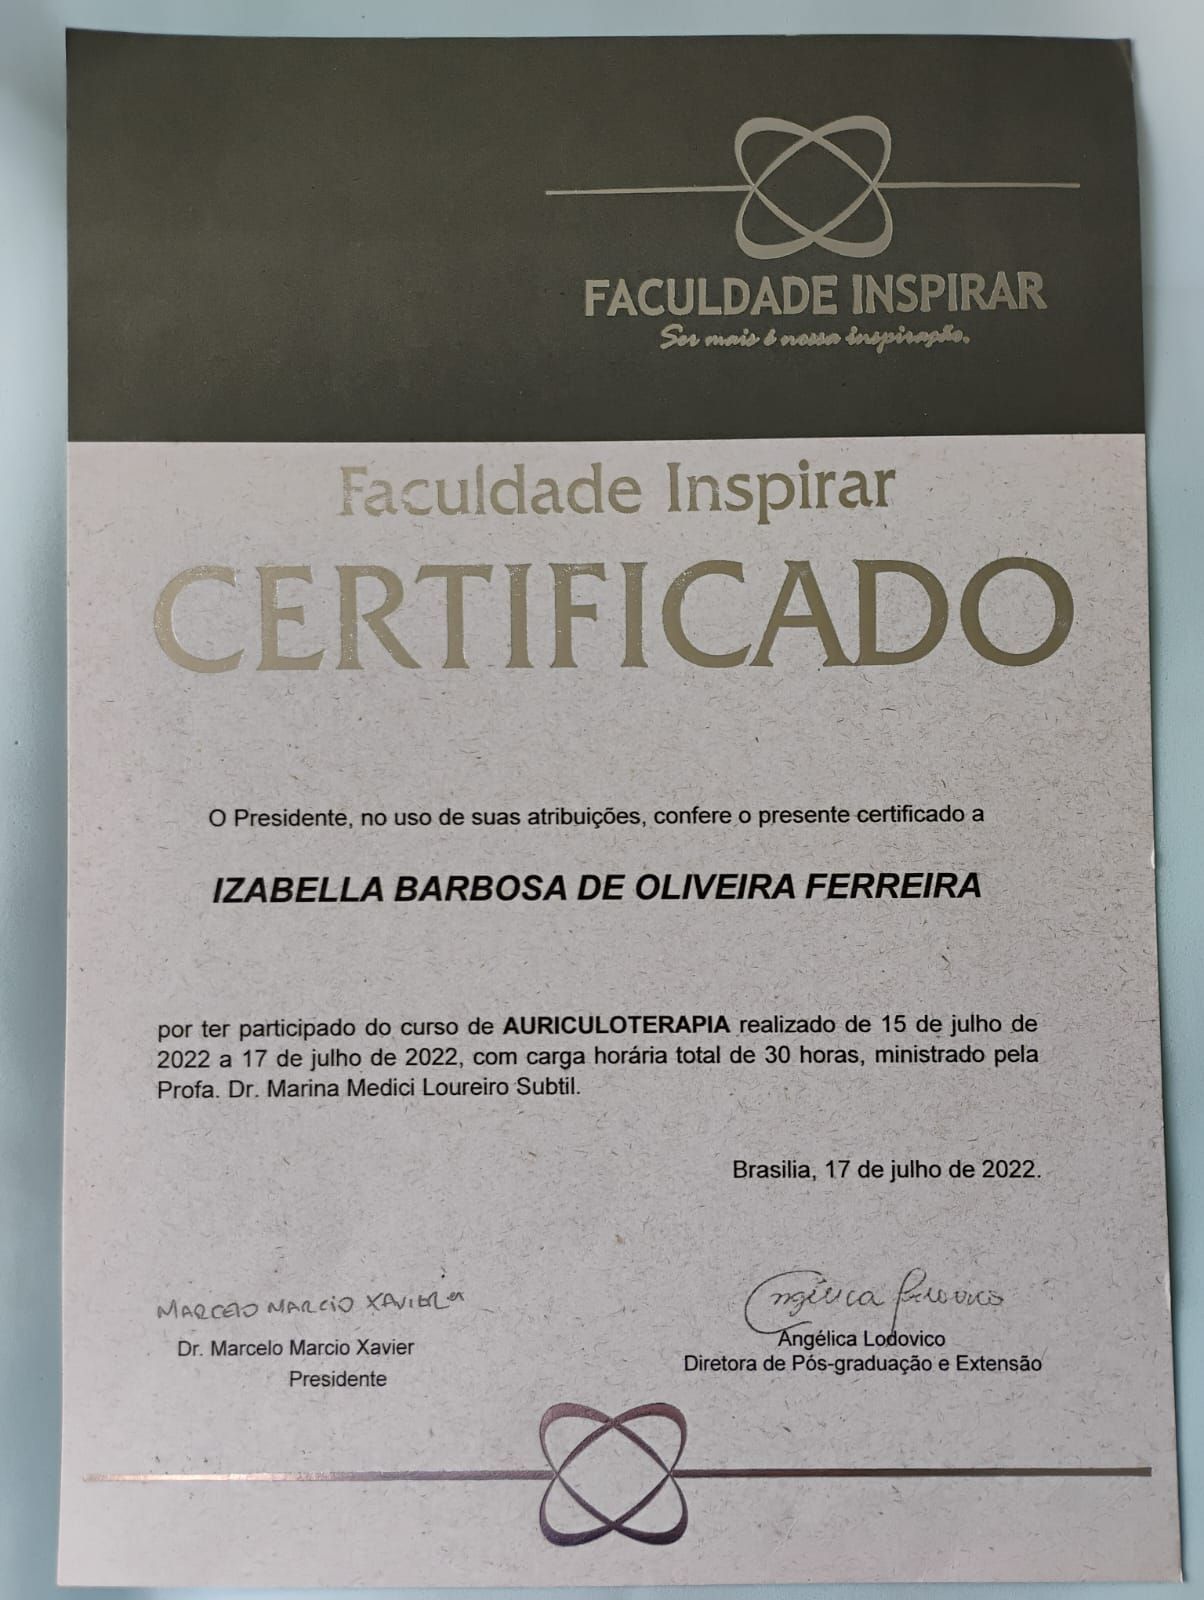 FACULDADE INSPIRAR
Ser mais é nossa inspiração.
Faculdade Inspirar
CERTIFICADO
O Presidente, no uso de suas atribuições, confere o presente certificado a
IZABELLA BARBOSA DE OLIVEIRA FERREIRA
por ter participado do curso de AURICULOTERAPIA realizado de 15 de julho de
2022 a 17 de julho de 2022, com carga horária total de 30 horas, ministrado pela
Profa. Dr. Marina Medici Loureiro Subtil.
Brasilia, 17 de julho de 2022.
MARCELO MARCIO XAVIER
Angélica Lodovico
Dr. Marcelo Marcio Xavier
Presidente
Angélica Lodovico
Diretora de Pós-graduação e Extensão